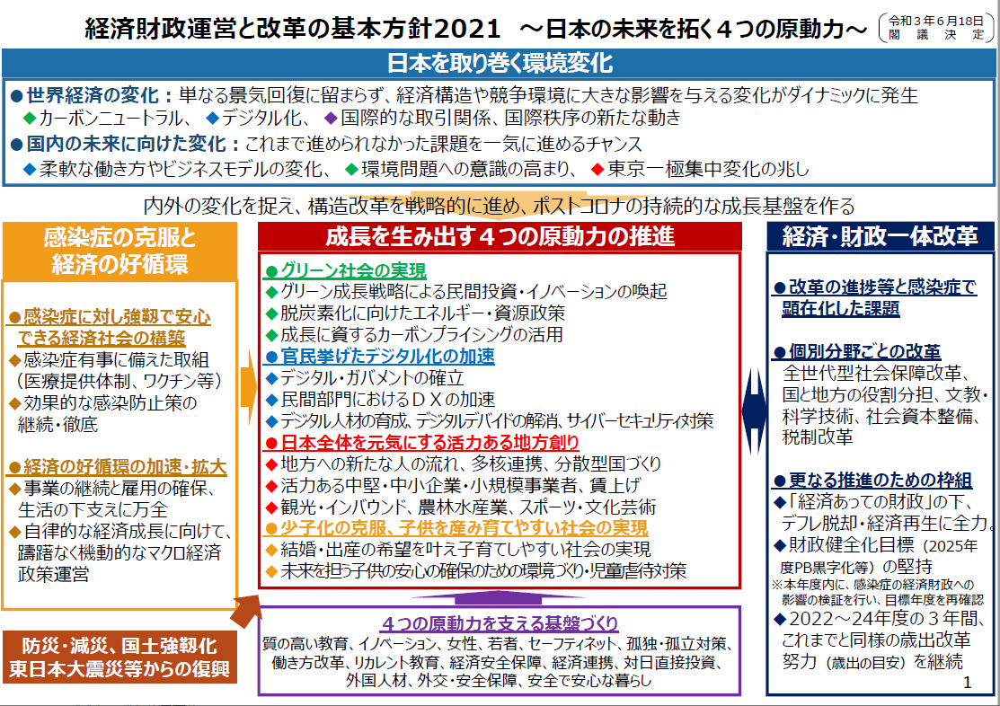 経済財政運営と改革の基本方針2021　～日本の未来を拓く４つの原動力～
令和３年６月18日
閣議決定
日本を取り巻く環境変化
●世界経済の変化：単なる景気回復に留まらず、経済構造や競争環境に大きな影響を与える変化がダイナミックに発生
◆カーボンニュートラル、　◆デジタル化、　◆国際的な取引関係、国際秩序の新たな動き
●国内の未来に向けた変化：これまで進められなかった課題を一気に進めるチャンス
◆柔軟な働き方やビジネスモデルの変化、　◆環境問題への意識の高まり、　◆東京一極集中変化の兆し
内外の変化を捉え、構造改革を戦略的に進め、ポストコロナの持続的な成長基盤を作る
感染症の克服と
経済の好循環
●感染症に対し強靱で安心
できる経済社会の構築
◆感染症有事に備えた取組
（医療提供体制、ワクチン等）
◆効果的な感染防止策の
継続・徹底
●経済の好循環の加速・拡大
◆事業の継続と雇用の確保、
生活の下支えに万全
◆自律的な経済成長に向けて、
躊躇なく機動的なマクロ経済
政策運営
防災・減災、国土強靱化
東日本大震災等からの復興
成長を生み出す４つの原動力の推進
●グリーン社会の実現
◆グリーン成長戦略による民間投資・イノベーションの喚起
◆脱炭素化に向けたエネルギー・資源政策
◆成長に資するカーボンプライシングの活用
●官民挙げたデジタル化の加速
◆デジタル・ガバメントの確立
◆民間部門におけるＤＸの加速
◆デジタル人材の育成、デジタルデバイドの解消、サイバーセキュリティ対策
●日本全体を元気にする活力ある地方創り
◆地方への新たな人の流れ、多核連携、分散型国づくり
◆活力ある中堅・中小企業・小規模事業者、賃上げ
◆観光・インバウンド、農林水産業、スポーツ・文化芸術
●少子化の克服、子供を産み育てやすい社会の実現
◆結婚・出産の希望を叶え子育てしやすい社会の実現
◆未来を担う子供の安心の確保のための環境づくり・児童虐待対策
４つの原動力を支える基盤づくり
質の高い教育、イノベーション、女性、若者、セーフティネット、孤独・孤立対策、
働き方改革、リカレント教育、経済安全保障、経済連携、対日直接投資、
外国人材、外交・安全保障、安全で安心な暮らし
経済・財政一体改革
●改革の進捗等と感染症で
顕在化した課題
●個別分野ごとの改革
全世代型社会保障改革、
国と地方の役割分担、文教・
科学技術、社会資本整備、
税制改革
●更なる推進のための枠組
◆「経済あっての財政」の下、
デフレ脱却・経済再生に全力。
◆財政健全化目標（2025年
度PB黒字化等）の堅持
※本年度内に、感染症の経済財政への
影響の検証を行い、目標年度を再確認
◆2022～24年度の３年間、
これまでと同様の歳出改革
努力（歳出の目安）を継続
1